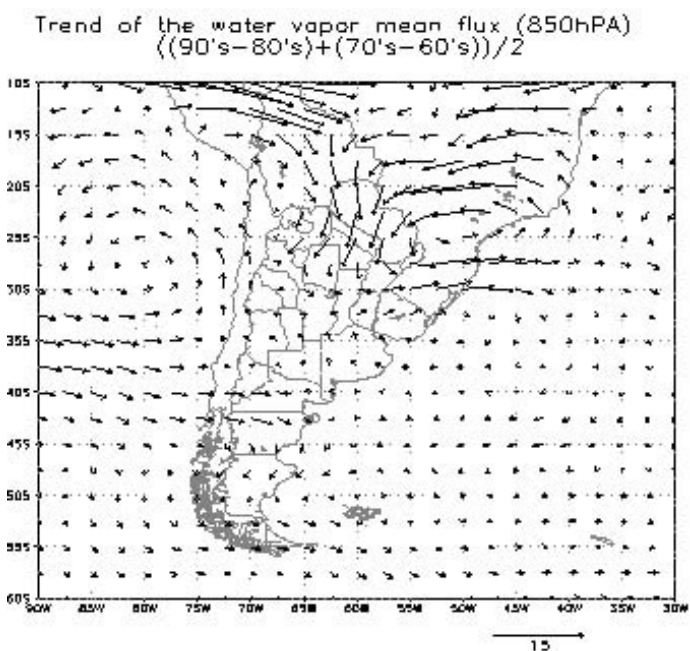 Trend of the water vapor mean flux (850hPA)
((90's−80's)+(70's−60's))/2
10S
15S
20S
25S
30S
35S
40S
45S
50S
55S
60S
90W 85W 80W 75W 70W 65W 60W 55W 50W 45W 40W 35W 30W
15